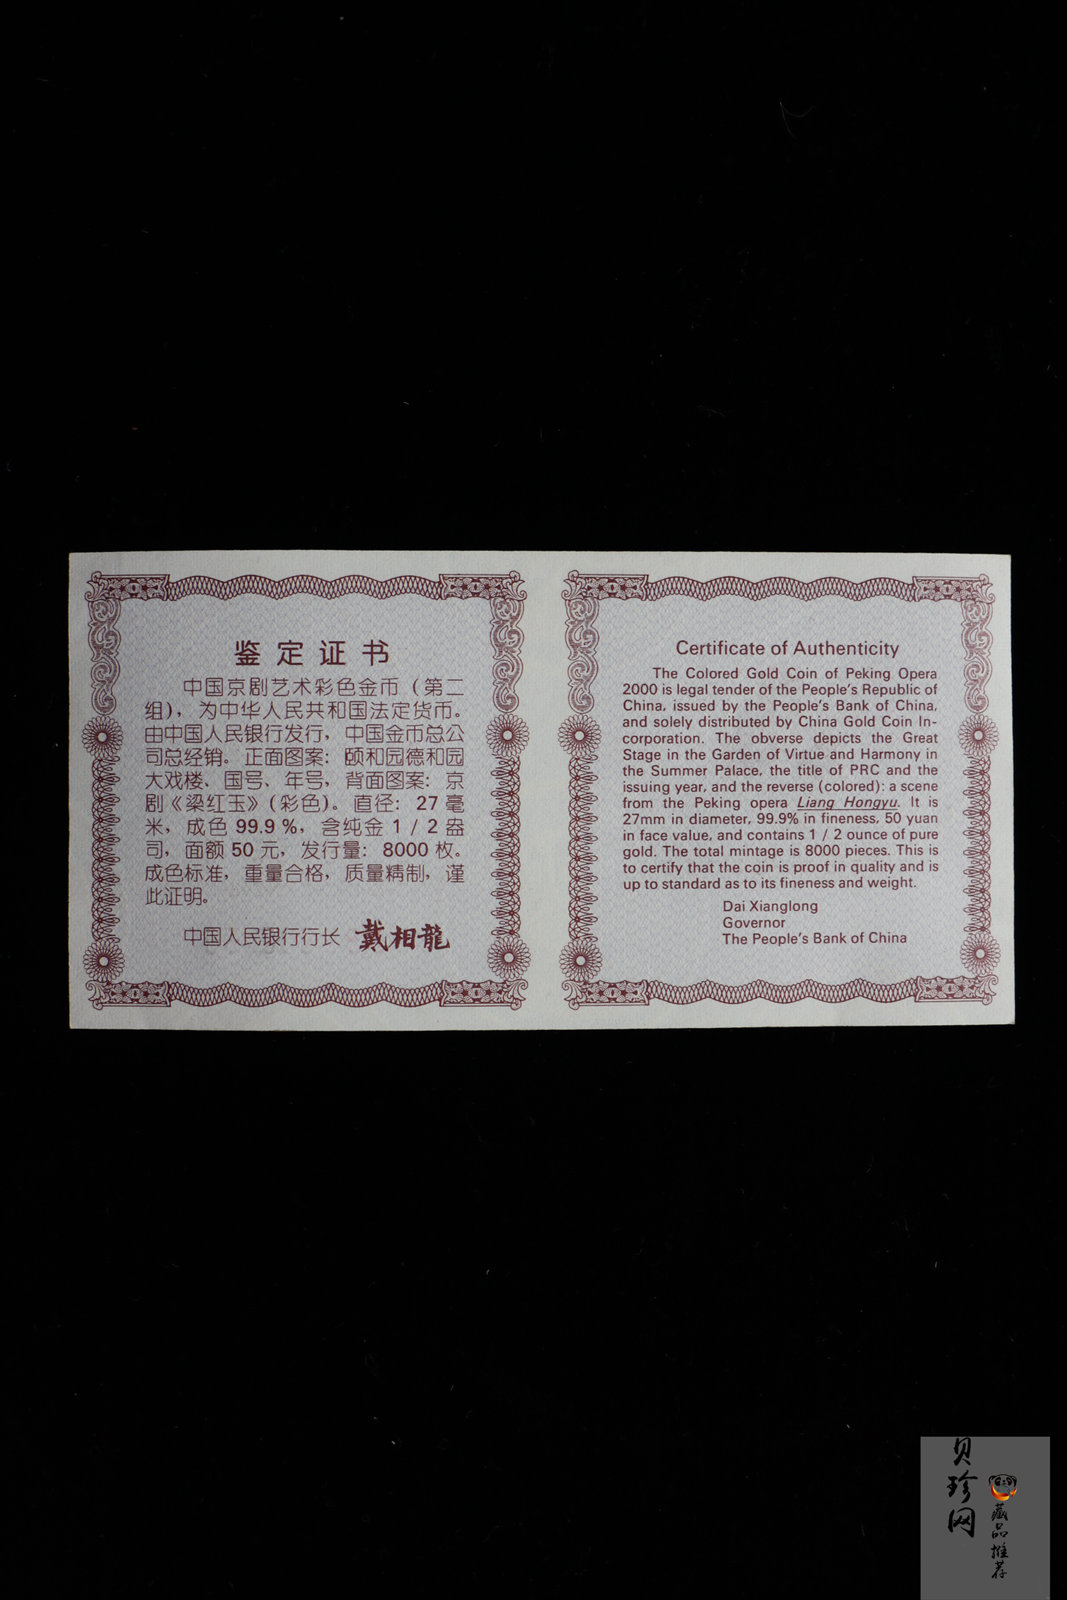 鉴定证书
中国京剧艺术彩色金币（第二
组），为中华人民共和国法定货币。
由中国人民银行发行，中国金币总公
司总经销。正面图案：颐和园德和园
大戏楼、国号、年号，背面图案：京
剧《梁红玉》（彩色）。直径：27毫
米，成色99.9%，含纯金1/2盎
司，面额50元，发行量：8000枚。
成色标准，重量合格，质量精制，谨
此证明。
中国人民银行行长 戴相龍
Certificate of Authenticity
The Colored Gold Coin of Peking Opera
2000 is legal tender of the People's Republic of
China, issued by the People's Bank of China,
and solely distributed by China Gold Coin In-
corporation. The obverse depicts the Great
Stage in the Garden of Virtue and Harmony in
the Summer Palace, the title of PRC and the
issuing year, and the reverse (colored): a scene
from the Peking opera Liang Hongyu. It is
27mm in diameter, 99.9% in fineness, 50 yuan
in face value, and contains 1 / 2 ounce of pure
gold. The total mintage is 8000 pieces. This is
to certify that the coin is proof in quality and is
up to standard as to its fineness and weight.
Dai Xianglong
Governor
The People's Bank of China
贝珍网
藏品推荐